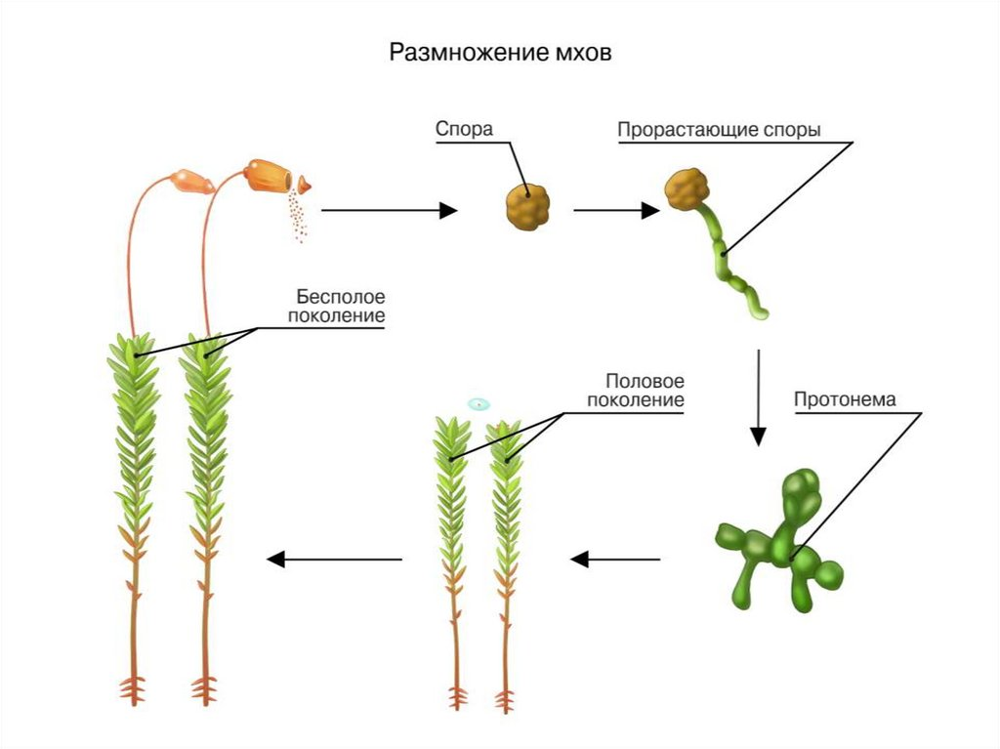 Размножение мхов
Спора
Прорастающие споры
Бесполое
поколение
Половое
поколение
Протонема